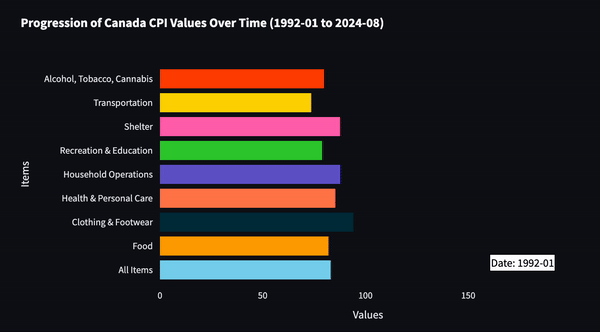 Progression of Canada CPI Values Over Time (1992-01 to 2024-08)
Items
Alcohol, Tobacco, Cannabis
Transportation
Shelter
Recreation & Education
Household Operations
Health & Personal Care
Clothing & Footwear
Food
All Items
Date: 1992-01
0 50 100 150
Values